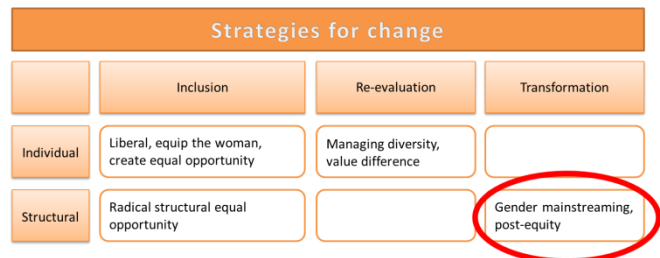 Strategies for change
Inclusion
Re-evaluation
Transformation
Individual
Liberal, equip the woman,
create equal opportunity
Managing diversity,
value difference
Structural
Radical structural equal
opportunity
Gender mainstreaming,
post-equity